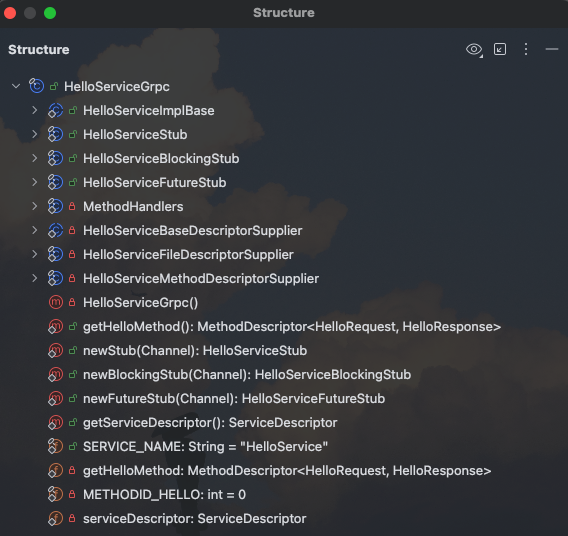 Structure
Structure
HelloServiceGrpc
HelloServiceImplBase
HelloServiceStub
HelloServiceBlockingStub
HelloServiceFutureStub
MethodHandlers
HelloServiceBaseDescriptorSupplier
HelloServiceFileDescriptorSupplier
HelloServiceMethodDescriptorSupplier
HelloServiceGrpc()
getHelloMethod(): MethodDescriptor<HelloRequest, HelloResponse>
newStub(Channel): HelloServiceStub
newBlockingStub(Channel): HelloServiceBlockingStub
newFutureStub(Channel): HelloServiceFutureStub
getServiceDescriptor(): ServiceDescriptor
SERVICE_NAME: String = "HelloService"
getHelloMethod: MethodDescriptor<HelloRequest, HelloResponse>
METHODID_HELLO: int = 0
serviceDescriptor: ServiceDescriptor